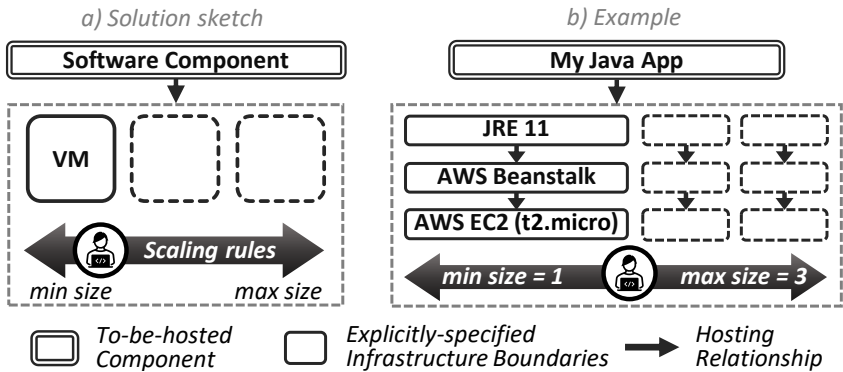 a) Solution sketch
Software Component
VM
Scaling rules
min size
max size
b) Example
My Java App
JRE 11
AWS Beanstalk
AWS EC2 (t2.micro)
min size = 1
max size = 3
To-be-hosted
Component
Explicitly-specified
Infrastructure Boundaries
Hosting
Relationship